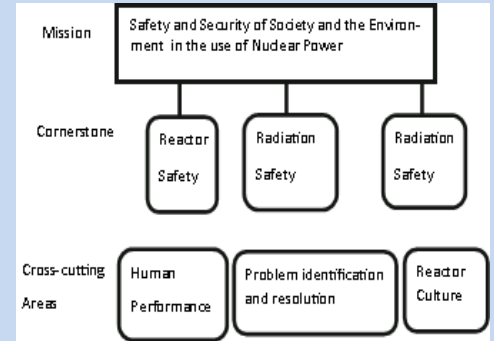 Mission
Safety and Security of Society and the Environ-
ment in the use of Nuclear Power
Cornerstone
Reactor
Safety
Radiation
Safety
Radiation
Safety
Cross-cutting
Areas
Human
Performance
Problem identification
and resolution
Reactor
Culture